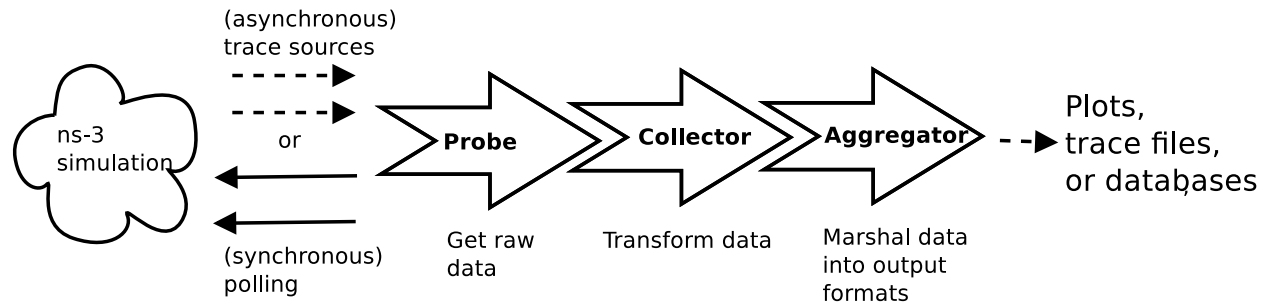 (asynchronous)
trace sources
ns-3
simulation
or
(synchronous)
polling
Probe
Collector
Aggregator
Get raw
data
Transform data
Marshal data
into output
formats
Plots,
trace files,
or databases